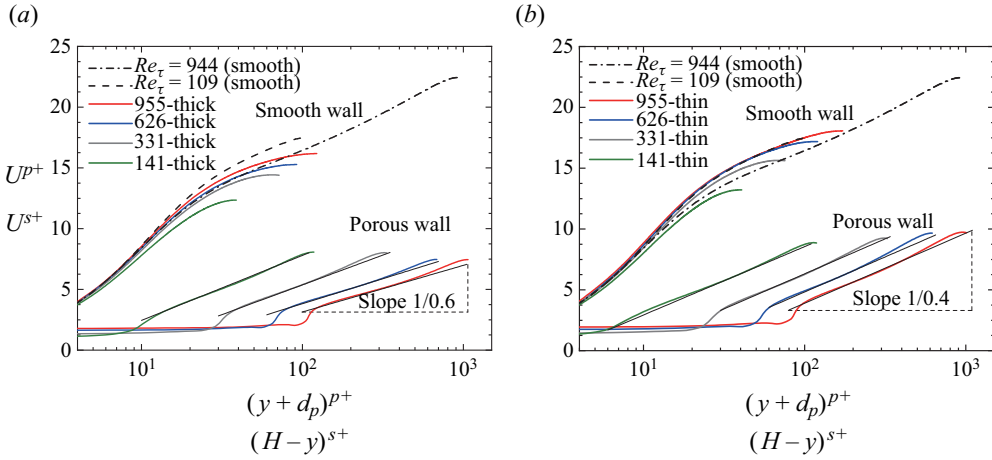 (a)
25
20
15
10
5
0
U^{p+}
U^{s+}
Re_τ = 944 (smooth)
Re_τ = 109 (smooth)
955-thick
626-thick
331-thick
141-thick
Smooth wall
Porous wall
Slope 1/0.6
10^1
10^2
10^3
(y + d_p)^{p+}
(H – y)^{s+}
(b)
25
20
15
10
5
0
Re_τ = 944 (smooth)
Re_τ = 109 (smooth)
955-thin
626-thin
331-thin
141-thin
Smooth wall
Porous wall
Slope 1/0.4
10^1
10^2
10^3
(y + d_p)^{p+}
(H – y)^{s+}